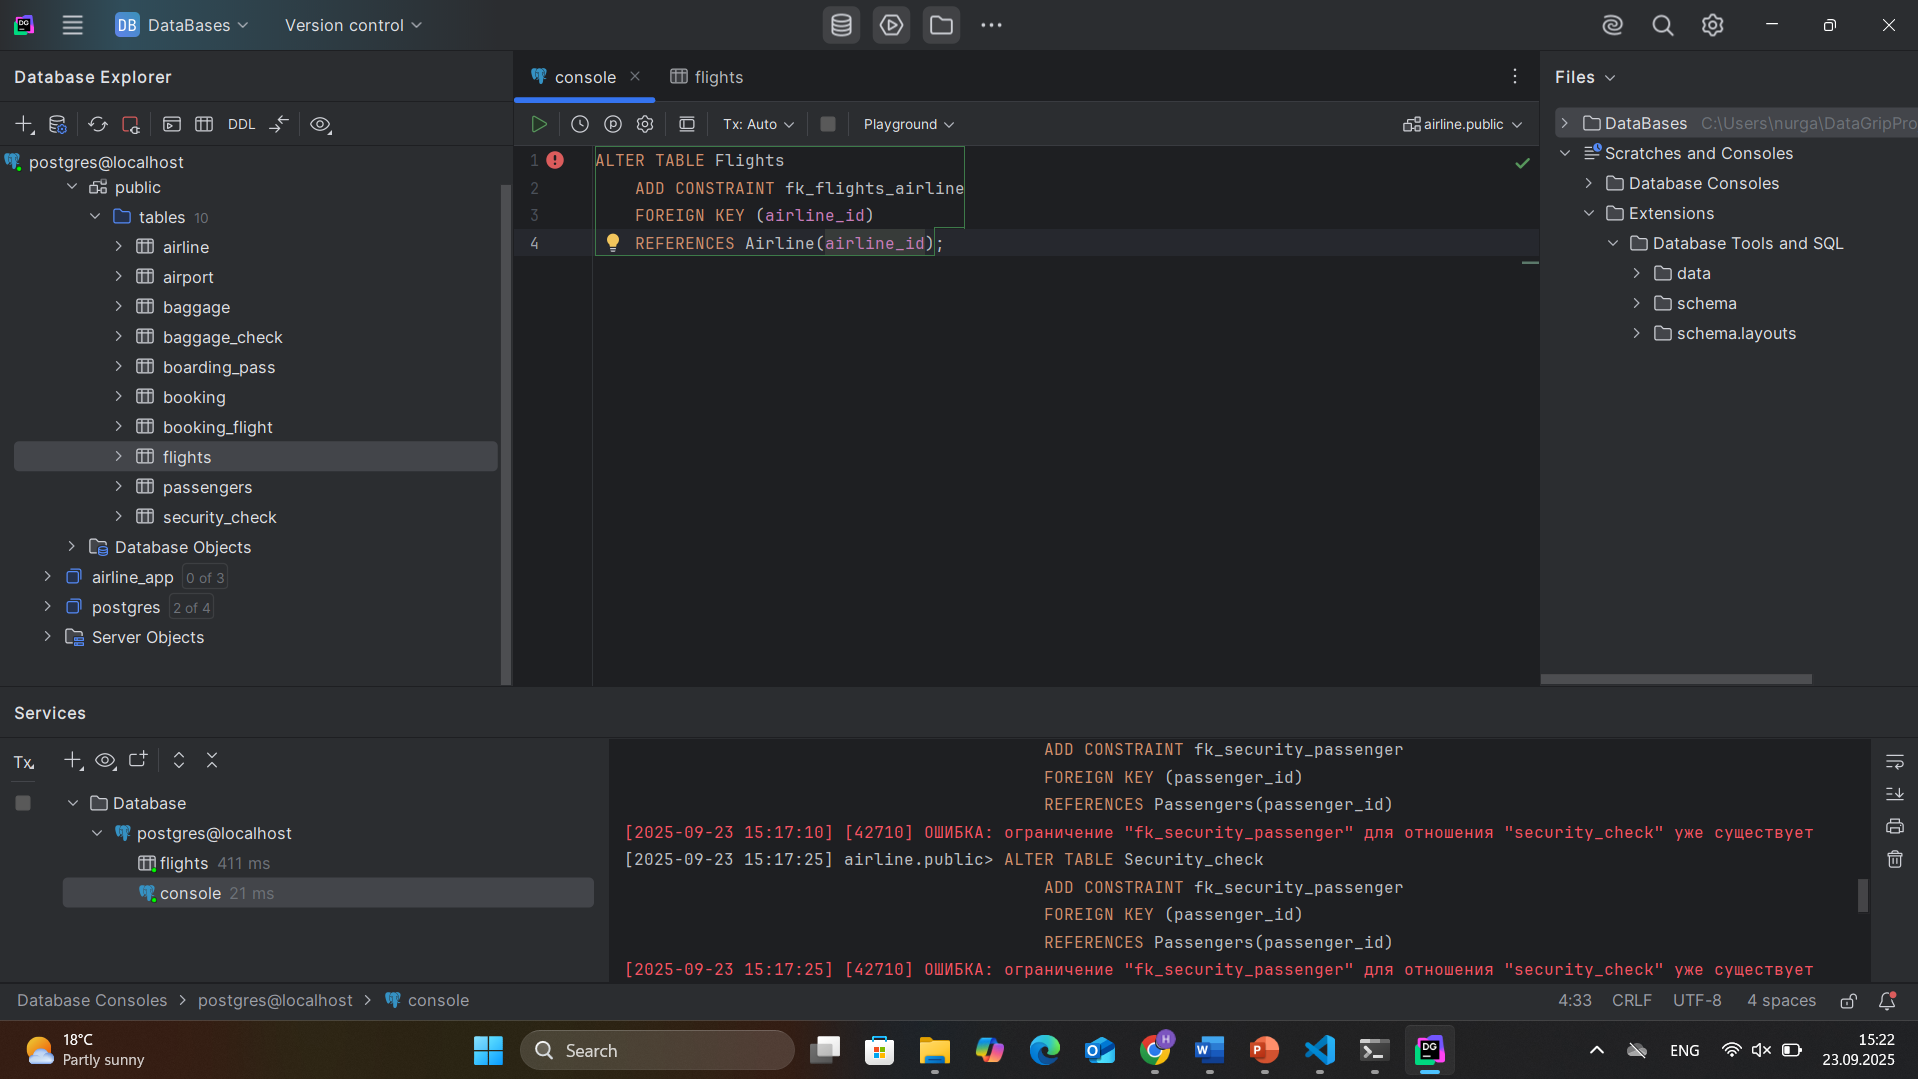 DG
DB DataBases
Version control
Database Explorer
DDL
postgres@localhost
public
tables 10
airline
airport
baggage
baggage_check
boarding_pass
booking
booking_flight
flights
passengers
security_check
Database Objects
airline_app 0 of 3
postgres 2 of 4
Server Objects
console
flights
Tx: Auto
Playground
airline.public
1 ALTER TABLE Flights
2 ADD CONSTRAINT fk_flights_airline
3 FOREIGN KEY (airline_id)
4 REFERENCES Airline(airline_id);
Files
DataBases C:\Users\nurga\DataGripPro
Scratches and Consoles
Database Consoles
Extensions
Database Tools and SQL
data
schema
schema.layouts
Services
Tx
Database
postgres@localhost
flights 411 ms
console 21 ms
ADD CONSTRAINT fk_security_passenger
FOREIGN KEY (passenger_id)
REFERENCES Passengers(passenger_id)
[2025-09-23 15:17:10] [42710] ОШИБКА: ограничение "fk_security_passenger" для отношения "security_check" уже существует
[2025-09-23 15:17:25] airline.public> ALTER TABLE Security_check
ADD CONSTRAINT fk_security_passenger
FOREIGN KEY (passenger_id)
REFERENCES Passengers(passenger_id)
[2025-09-23 15:17:25] [42710] ОШИБКА: ограничение "fk_security_passenger" для отношения "security_check" уже существует
Database Consoles > postgres@localhost > console
4:33 CRLF UTF-8 4 spaces
18°C
Partly sunny
Search
H
DG
ENG
15:22
23.09.2025